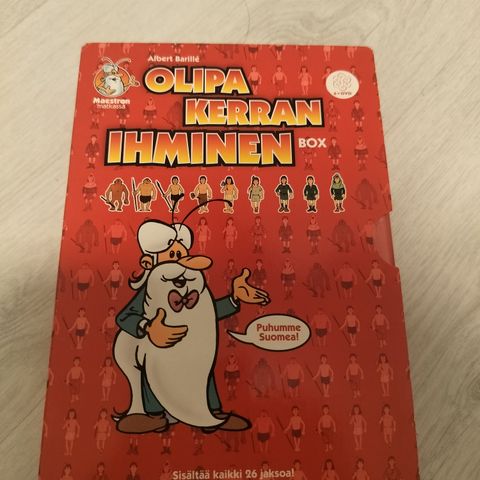 Albert Barillé
Maestron
matkassa
OLIPA
KERRAN
IHMINEN
BOX
Puhumme
Suomea!
Sisältää kaikki 26 jaksoa!